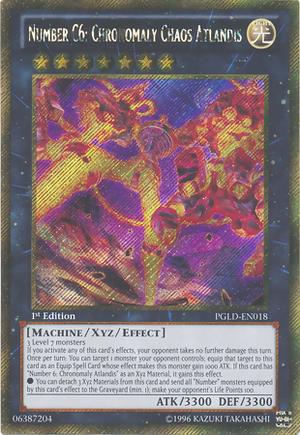 NUMBER C6: CHRONOMALY CHAOS ATLANDIS
1st Edition
PGLD-EN018
[MACHINE/XYZ/EFFECT]
3 Level 7 monsters
If you activate any of this card's effects, your opponent takes no further damage this turn.
Once per turn: You can target 1 monster your opponent controls; equip that target to this
card as an Equip Spell Card whose effect makes this monster gain 1000 ATK. If this card has
"Number 6: Chronomaly Atlandis" as an Xyz Material, it gains this effect.
● You can detach 3 Xyz Materials from this card and send all "Number" monsters equipped
by this card's effect to the Graveyard (min. 1); make your opponent's Life Points 100.
ATK/3300 DEF/3300
06387204
©1996 KAZUKI TAKAHASHI